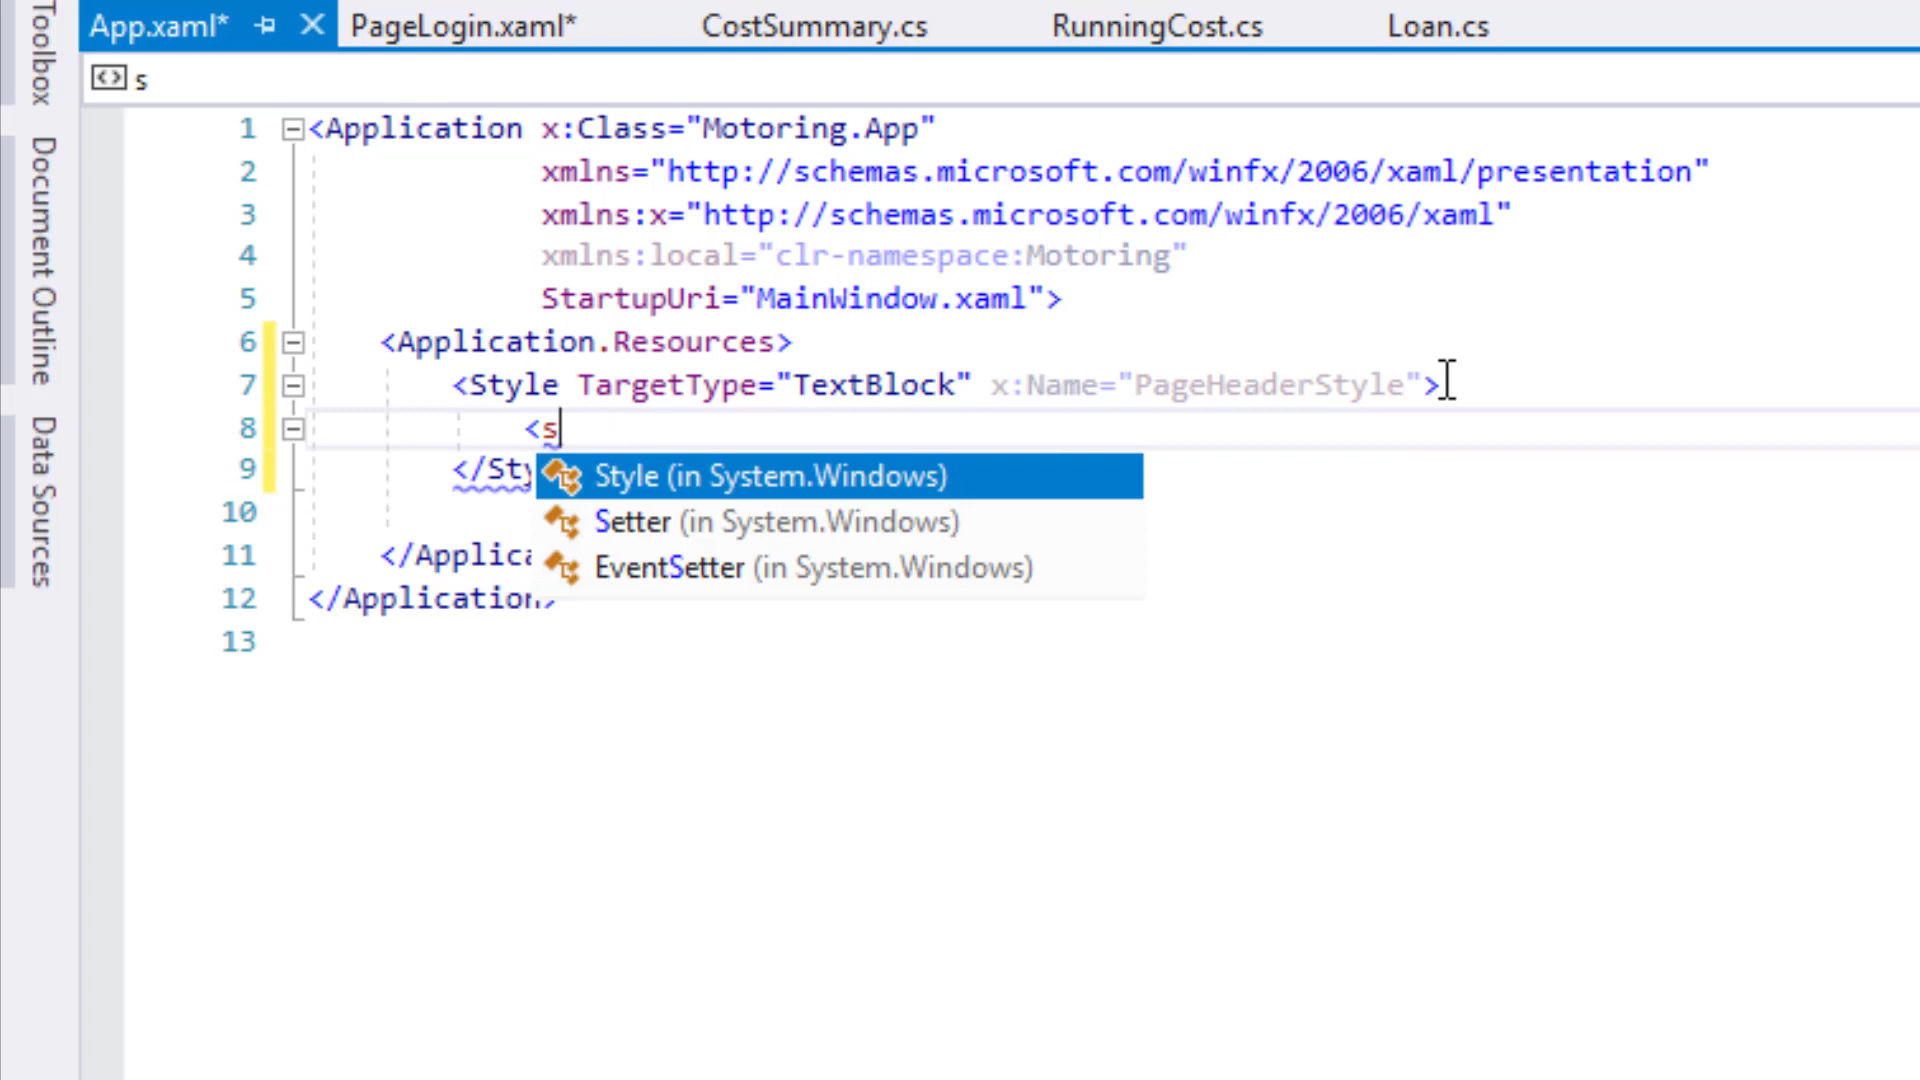 App.xaml*
PageLogin.xaml*
CostSummary.cs
RunningCost.cs
Loan.cs
Toolbox
Document Outline
Data Sources
s
1 <Application x:Class="Motoring.App"
2 xmlns="http://schemas.microsoft.com/winfx/2006/xaml/presentation"
3 xmlns:x="http://schemas.microsoft.com/winfx/2006/xaml"
4 xmlns:local="clr-namespace:Motoring"
5 StartupUri="MainWindow.xaml">
6 <Application.Resources>
7 <Style TargetType="TextBlock" x:Name="PageHeaderStyle">
8 <s
9 </Sty
Style (in System.Windows)
10
Setter (in System.Windows)
11 </Applica
EventSetter (in System.Windows)
12 </Application>
13